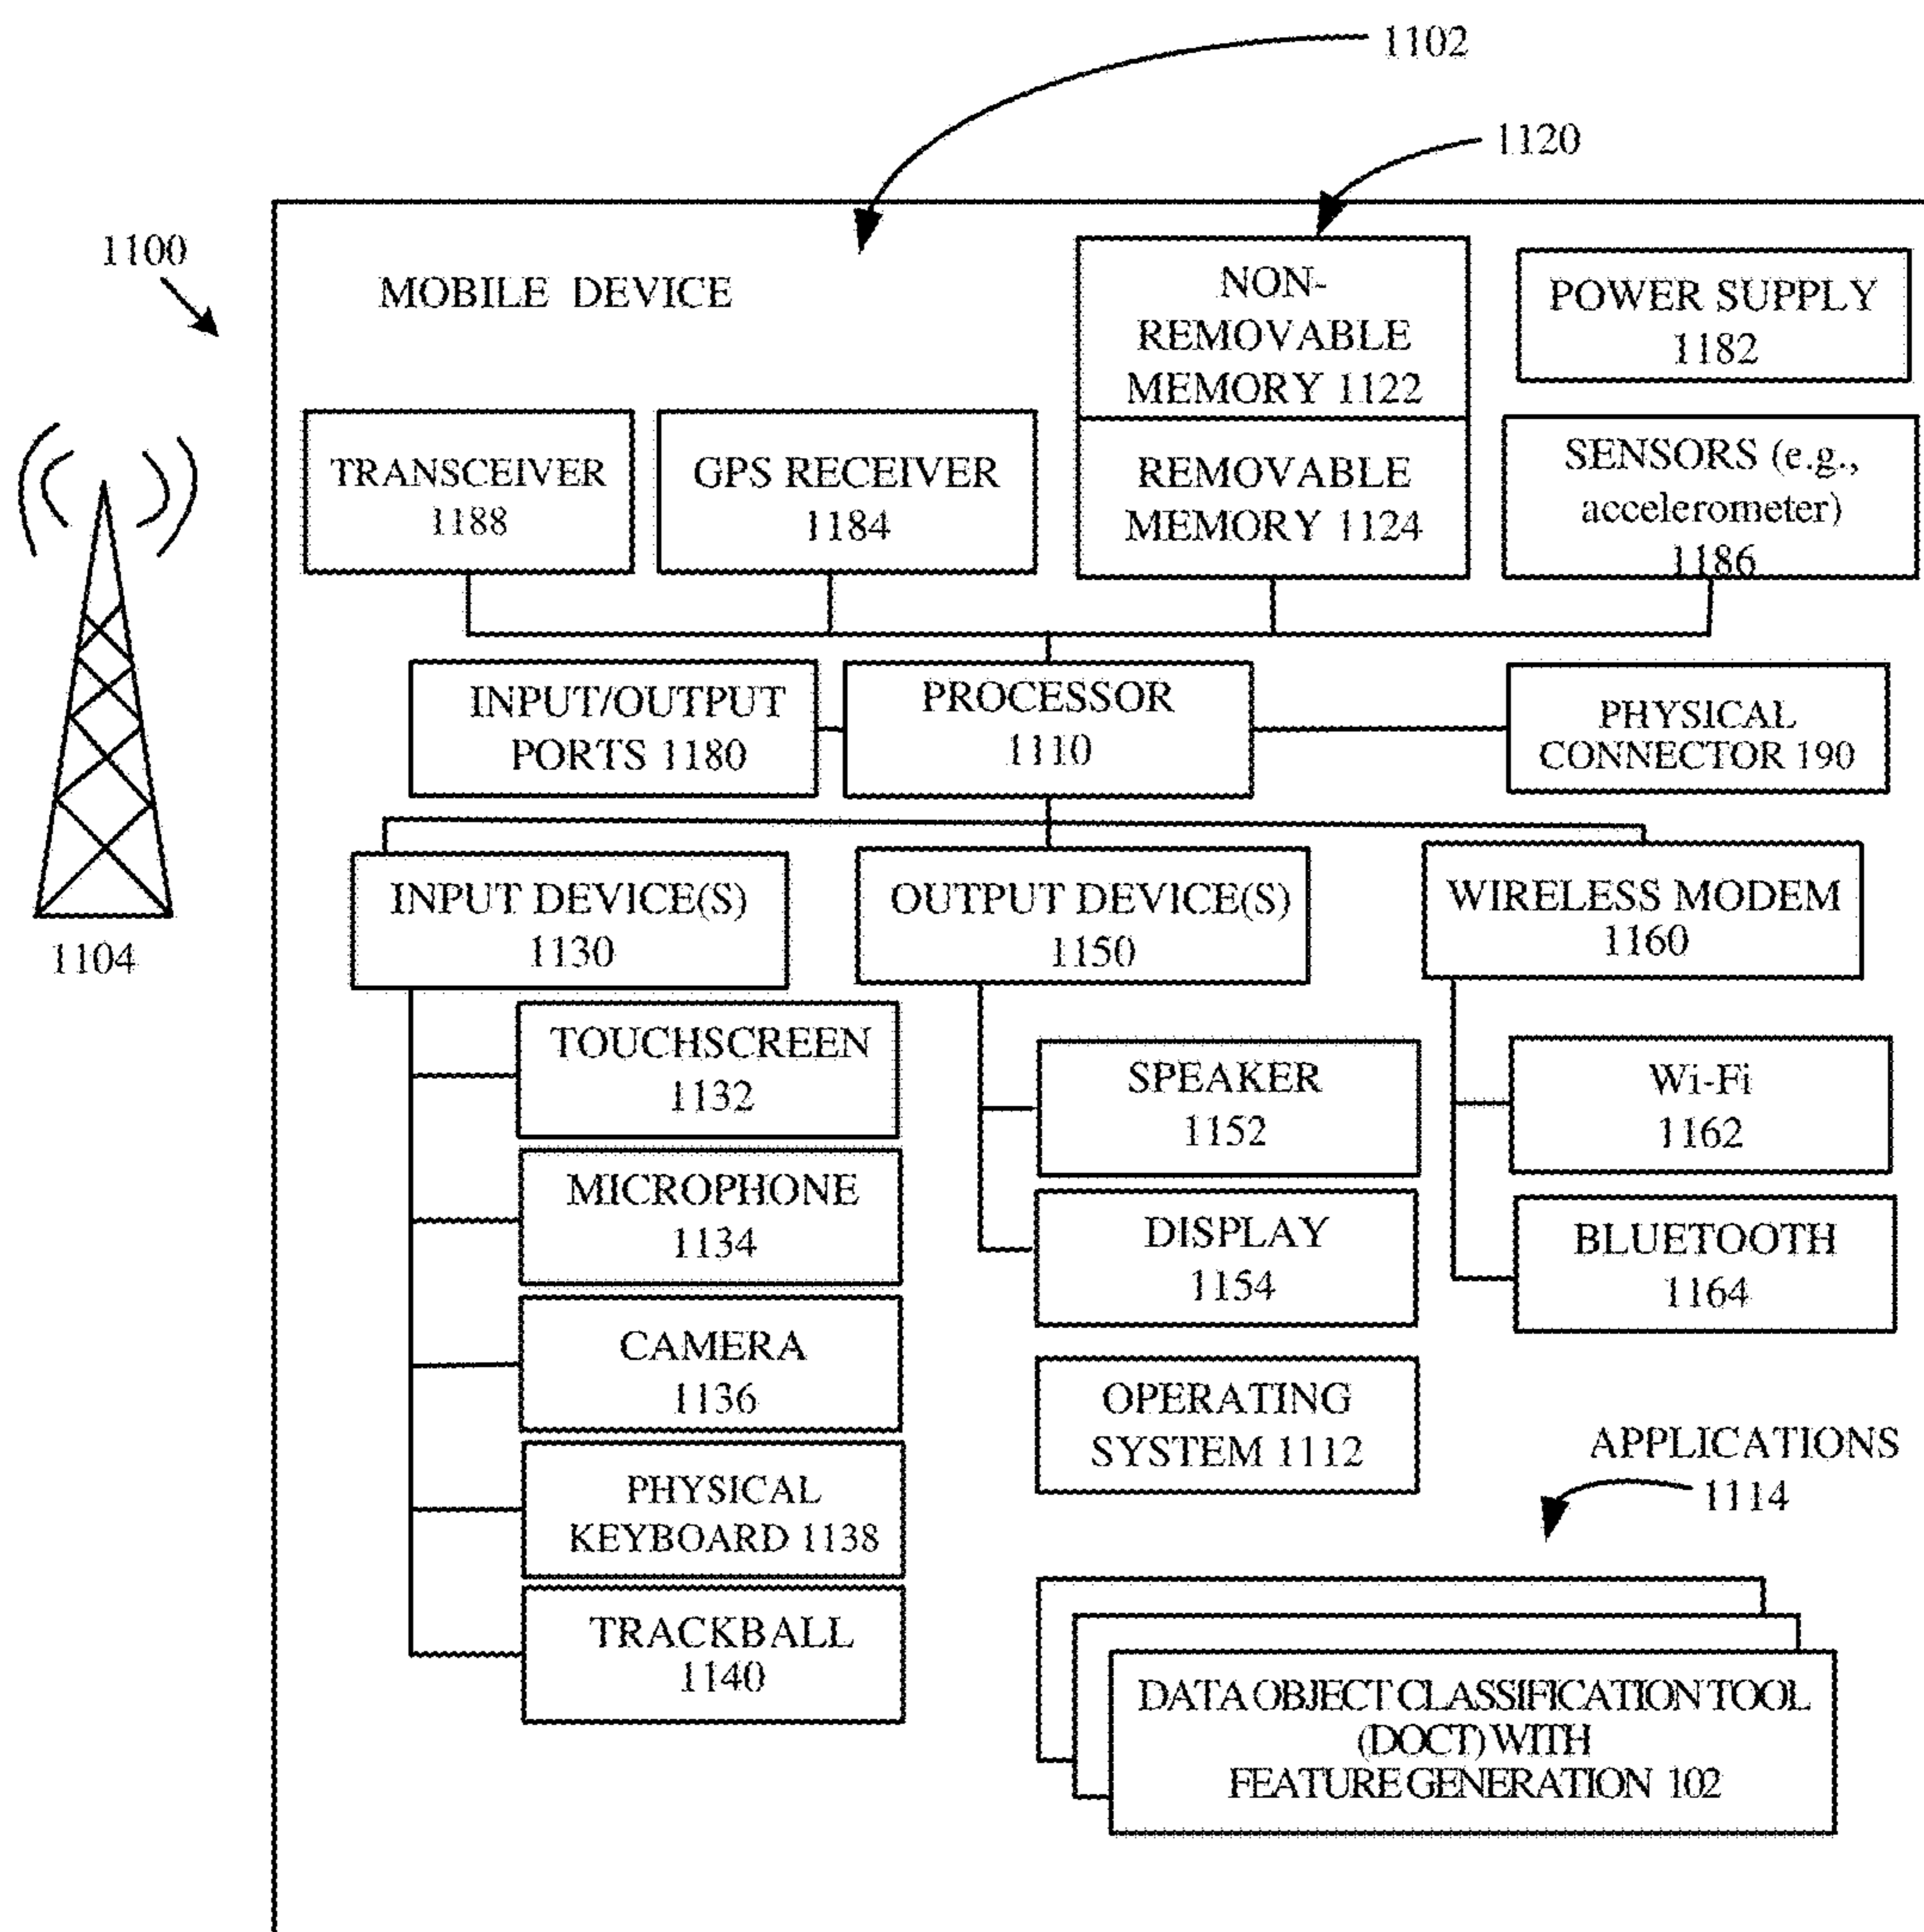 1102
1120
1100
MOBILE DEVICE
NON-
REMOVABLE
MEMORY 1122
POWER SUPPLY
1182
TRANSCEIVER
1188
GPS RECEIVER
1184
REMOVABLE
MEMORY 1124
SENSORS (e.g.,
accelerometer)
1186
INPUT/OUTPUT
PORTS 1180
PROCESSOR
1110
PHYSICAL
CONNECTOR 190
1104
INPUT DEVICE(S)
1130
OUTPUT DEVICE(S)
1150
WIRELESS MODEM
1160
TOUCHSCREEN
1132
SPEAKER
1152
Wi-Fi
1162
MICROPHONE
1134
DISPLAY
1154
BLUETOOTH
1164
CAMERA
1136
OPERATING
SYSTEM 1112
APPLICATIONS
1114
PHYSICAL
KEYBOARD 1138
TRACKBALL
1140
DATA OBJECT CLASSIFICATION TOOL
(DOCT) WITH
FEATURE GENERATION 102